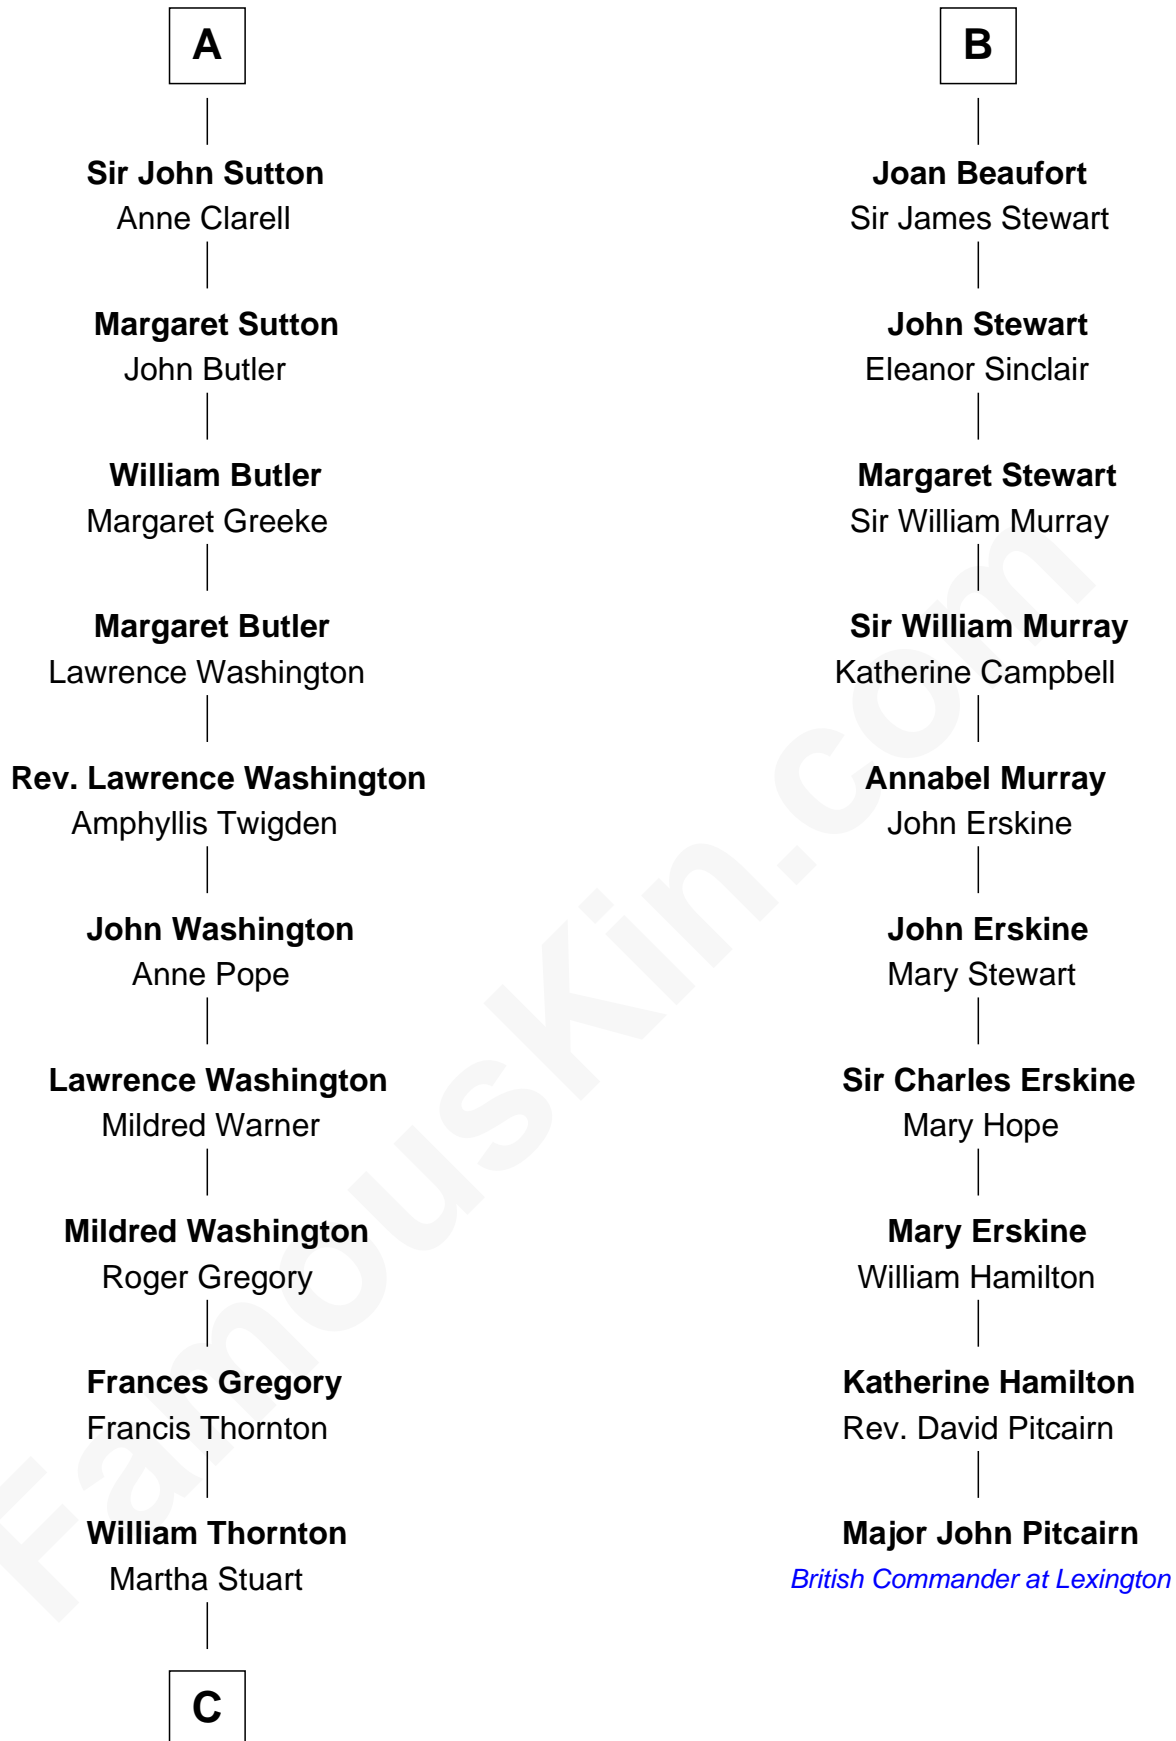 A
Sir John Sutton
Anne Clarell
Margaret Sutton
John Butler
William Butler
Margaret Greeke
Margaret Butler
Lawrence Washington
Rev. Lawrence Washington
Amphyllis Twigden
John Washington
Anne Pope
Lawrence Washington
Mildred Warner
Mildred Washington
Roger Gregory
Frances Gregory
Francis Thornton
William Thornton
Martha Stuart
C
B
Joan Beaufort
Sir James Stewart
John Stewart
Eleanor Sinclair
Margaret Stewart
Sir William Murray
Sir William Murray
Katherine Campbell
Annabel Murray
John Erskine
John Erskine
Mary Stewart
Sir Charles Erskine
Mary Hope
Mary Erskine
William Hamilton
Katherine Hamilton
Rev. David Pitcairn
Major John Pitcairn
British Commander at Lexington
FamousKin.com